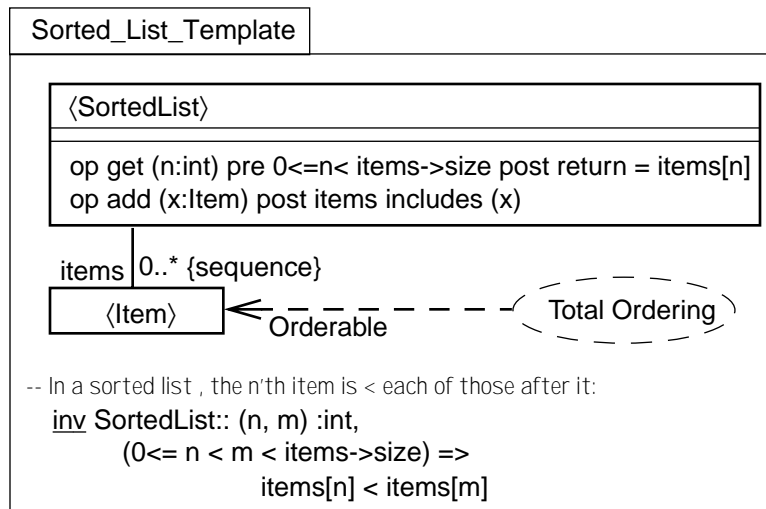 Sorted_List_Template
〈SortedList〉
op get (n:int) pre 0<=n< items->size post return = items[n]
op add (x:Item) post items includes (x)
items 0..* {sequence}
〈Item〉
Orderable
Total Ordering
-- In a sorted list , the n'th item is < each of those after it:
inv SortedList:: (n, m) :int,
(0<= n < m < items->size) =>
items[n] < items[m]